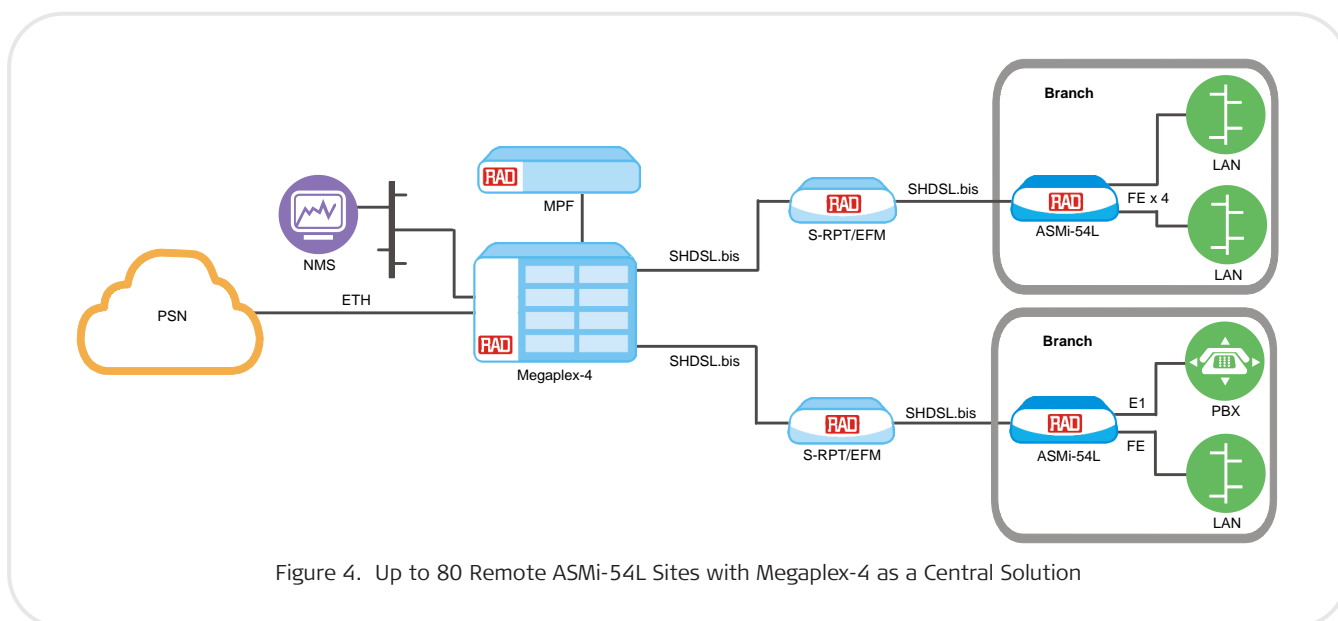 Branch
LAN
RAD
MPF
NMS
RAD
S-RPT/EFM
SHDSL.bis
RAD
ASMi-54L
FE x 4
LAN
SHDSL.bis
ETH
PSN
RAD
Megaplex-4
SHDSL.bis
RAD
S-RPT/EFM
SHDSL.bis
Branch
RAD
ASMi-54L
E1
FE
PBX
LAN
Figure 4. Up to 80 Remote ASMi-54L Sites with Megaplex-4 as a Central Solution